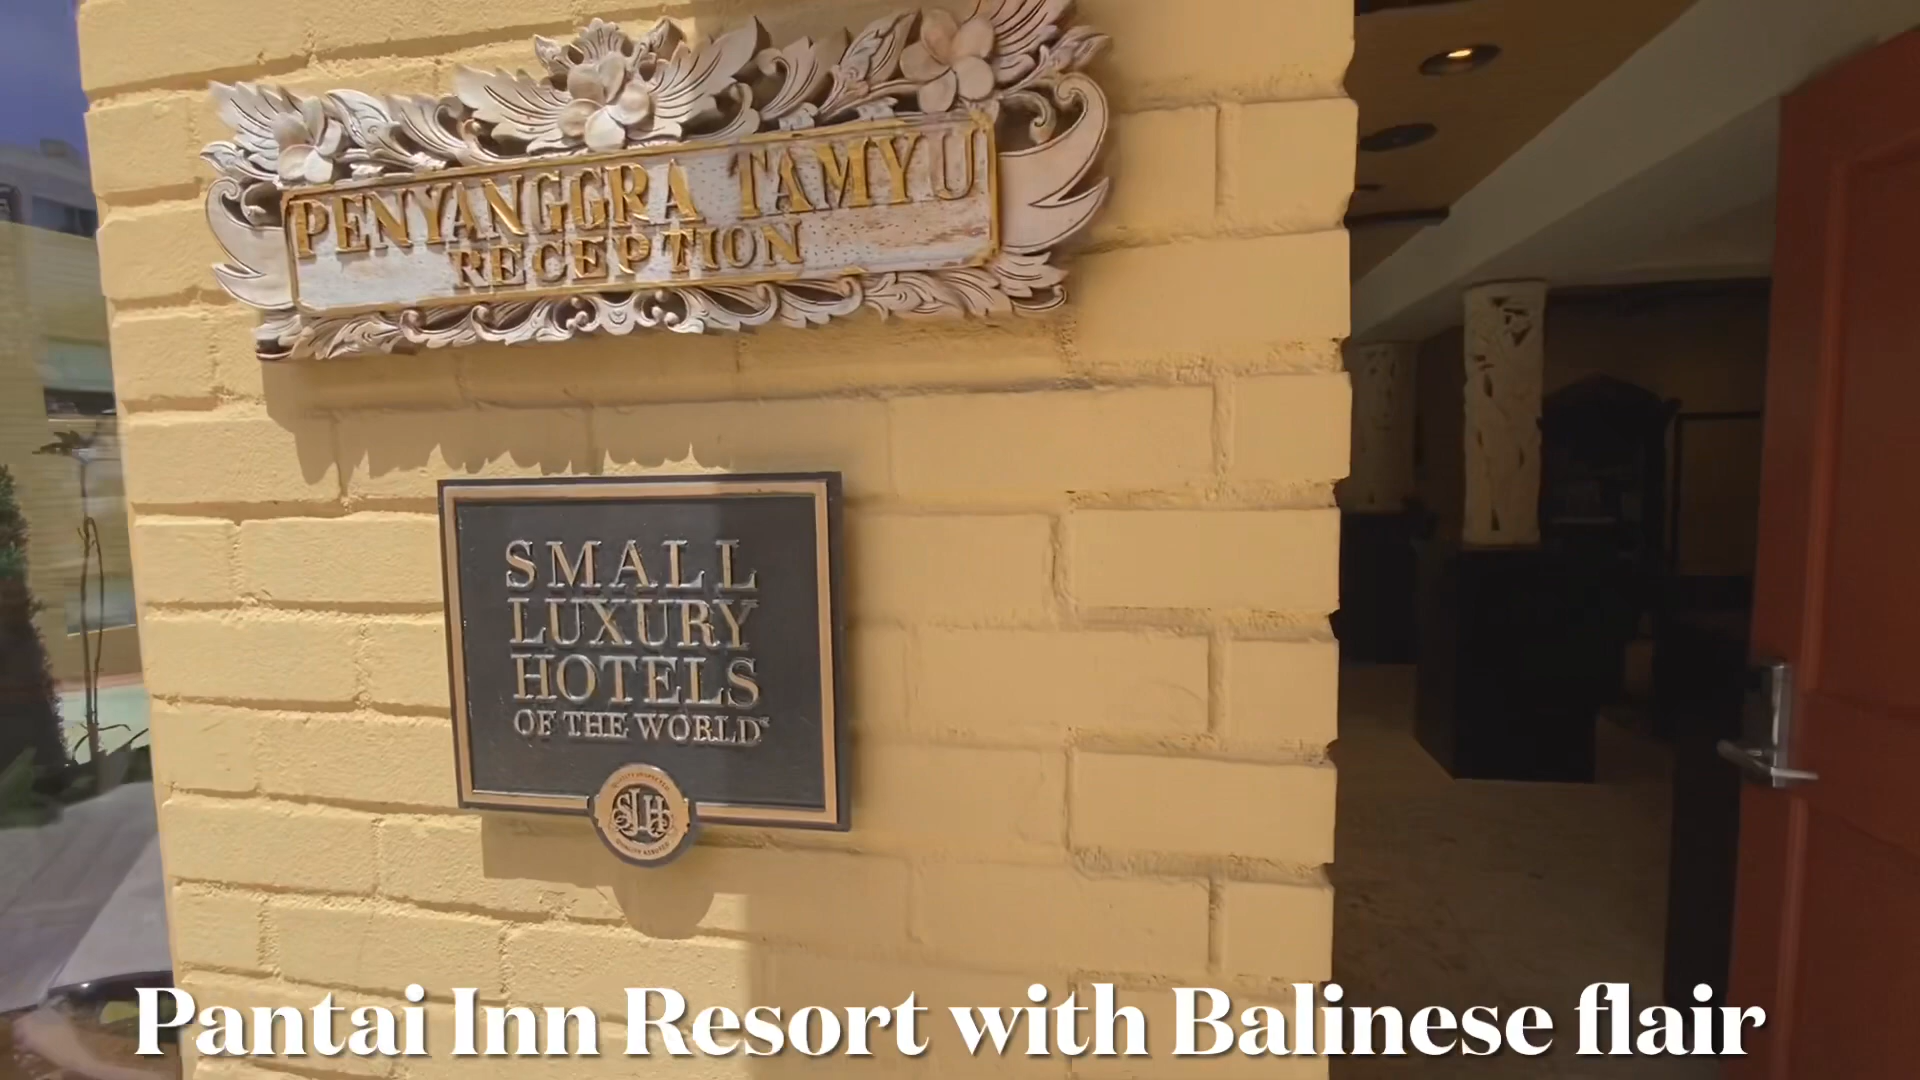 PENYANGGRA TAMYU
RECEPTION
SMALL
LUXURY
HOTELS
OF THE WORLD
SLH
Pantai Inn Resort with Balinese flair